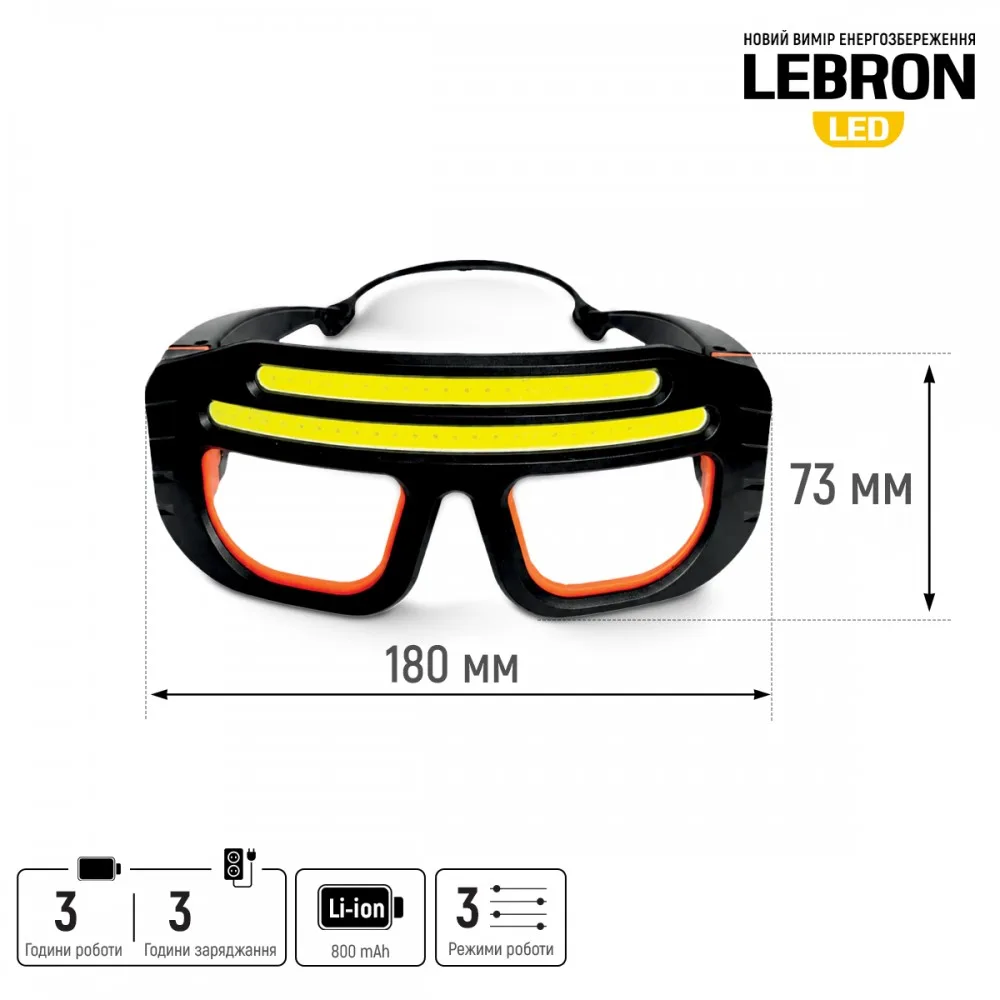 НОВИЙ ВИМІР ЕНЕРГОЗБЕРЕЖЕННЯ
LEBRON
LED
73 мм
180 мм
3
Години роботи
3
Години заряджання
Li-ion
800 mAh
3
Режими роботи